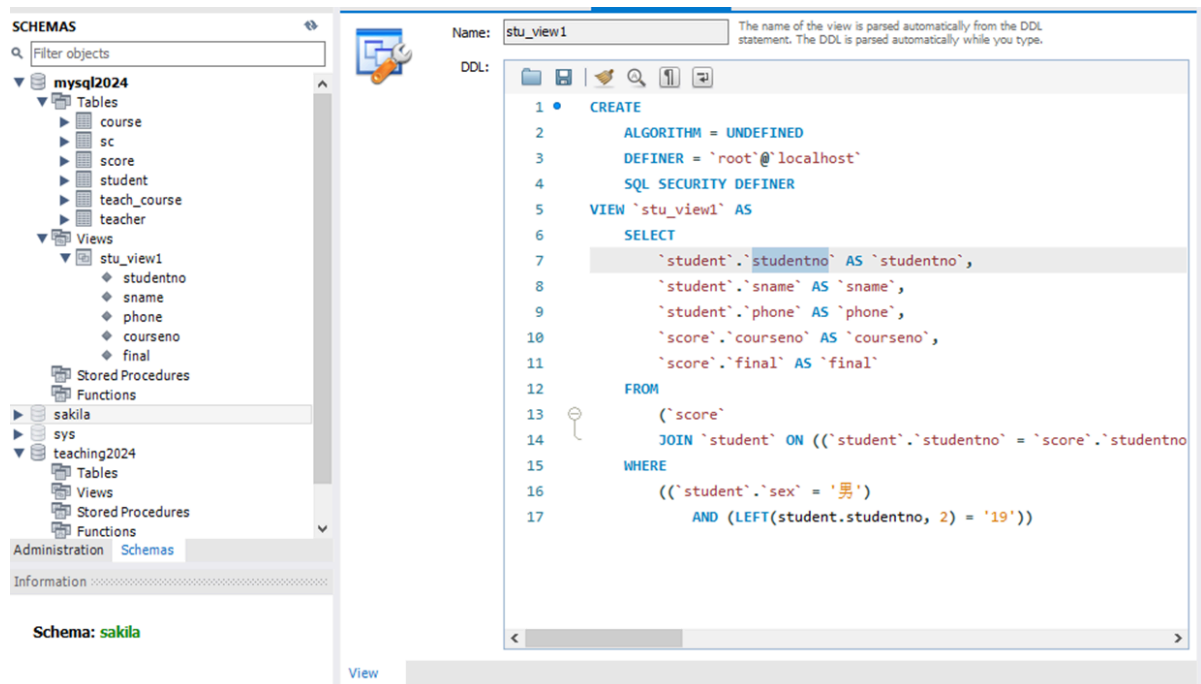 SCHEMAS
Filter objects
mysql2024
Tables
course
sc
score
student
teach_course
teacher
Views
stu_view1
studentno
sname
phone
courseno
final
Stored Procedures
Functions
sakila
sys
teaching2024
Tables
Views
Stored Procedures
Functions
Administration Schemas
Information
Schema: sakila
Name: stu_view1
The name of the view is parsed automatically from the DDL
statement. The DDL is parsed automatically while you type.
DDL:
1 CREATE
2 ALGORITHM = UNDEFINED
3 DEFINER = `root`@`localhost`
4 SQL SECURITY DEFINER
5 VIEW `stu_view1` AS
6 SELECT
7 `student`.`studentno` AS `studentno`,
8 `student`.`sname` AS `sname`,
9 `student`.`phone` AS `phone`,
10 `score`.`courseno` AS `courseno`,
11 `score`.`final` AS `final`
12 FROM
13 (`score`
14 JOIN `student` ON ((`student`.`studentno` = `score`.`studentno
15 WHERE
16 ((`student`.`sex` = '男')
17 AND (LEFT(student.studentno, 2) = '19'))
View